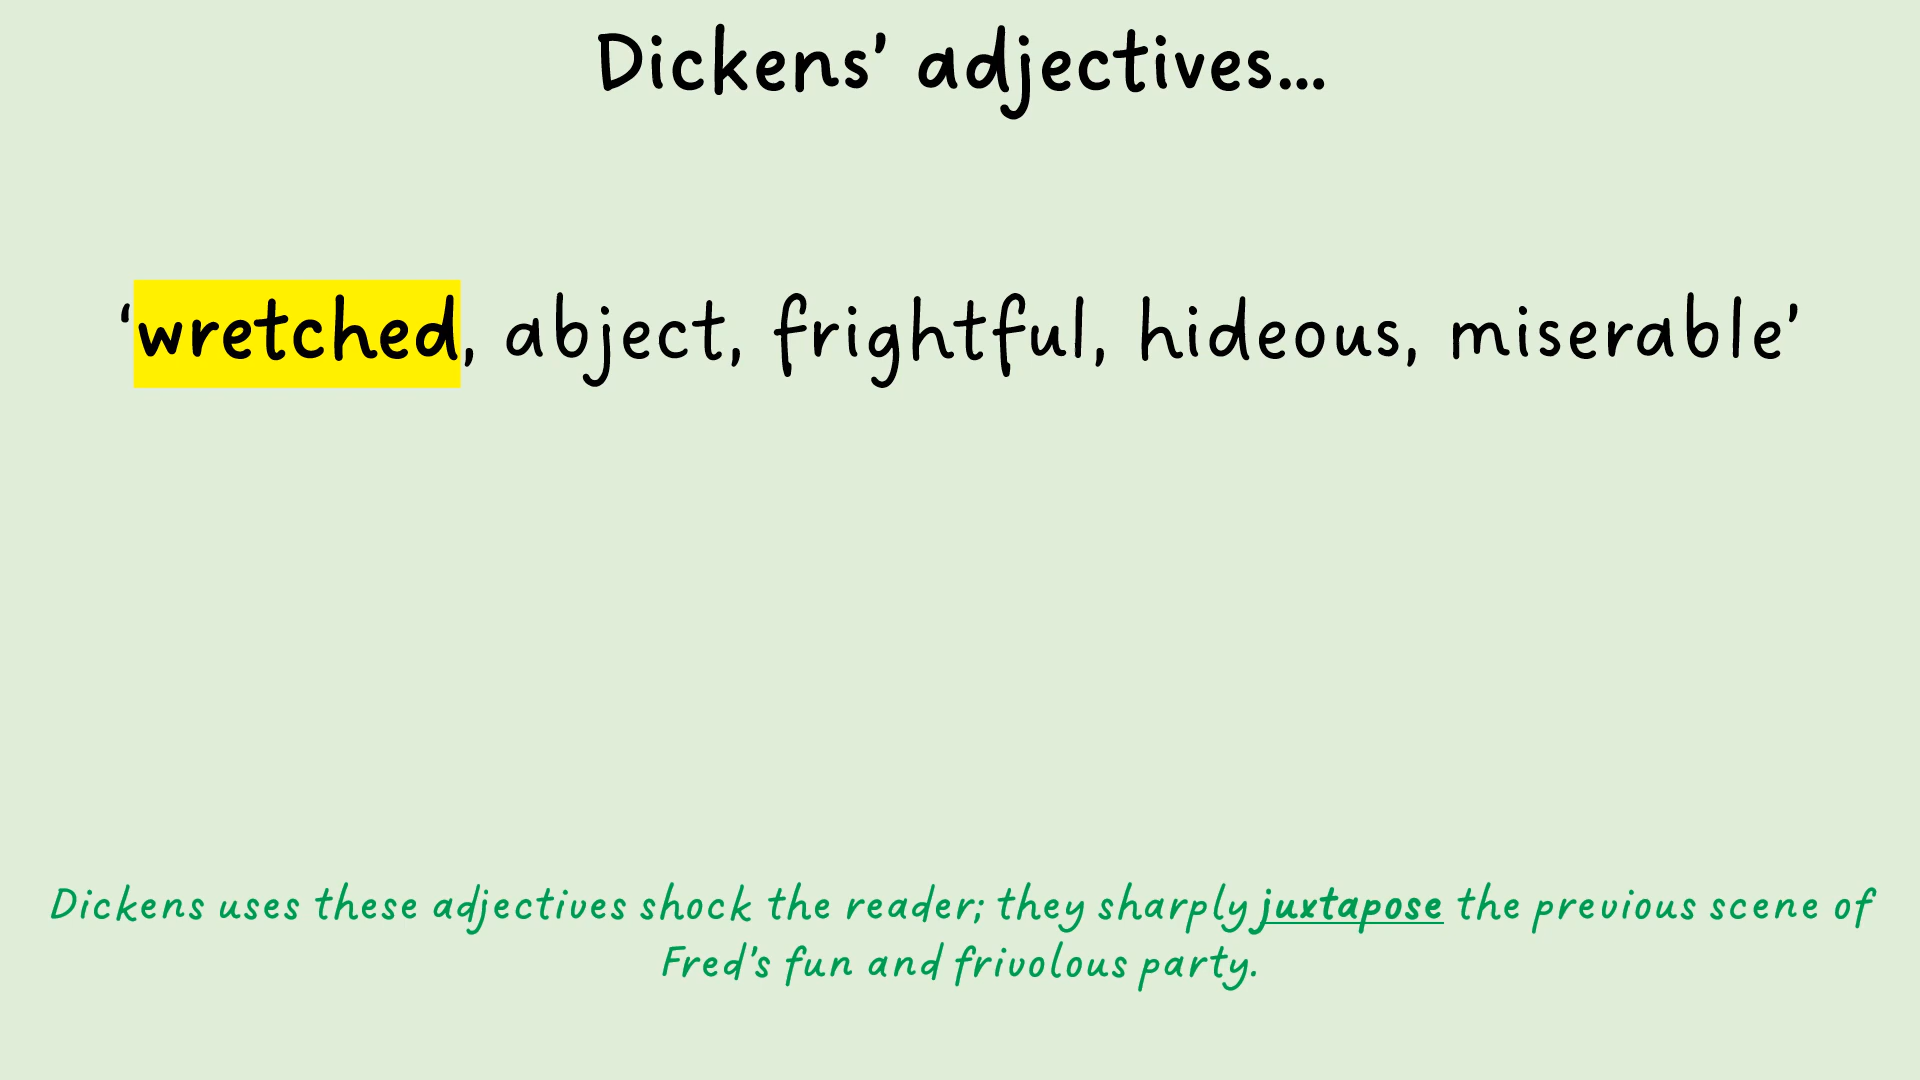 Dickens’ adjectives…
‘wretched, abject, frightful, hideous, miserable’
Dickens uses these adjectives shock the reader; they sharply juxtapose the previous scene of
Fred’s fun and frivolous party.